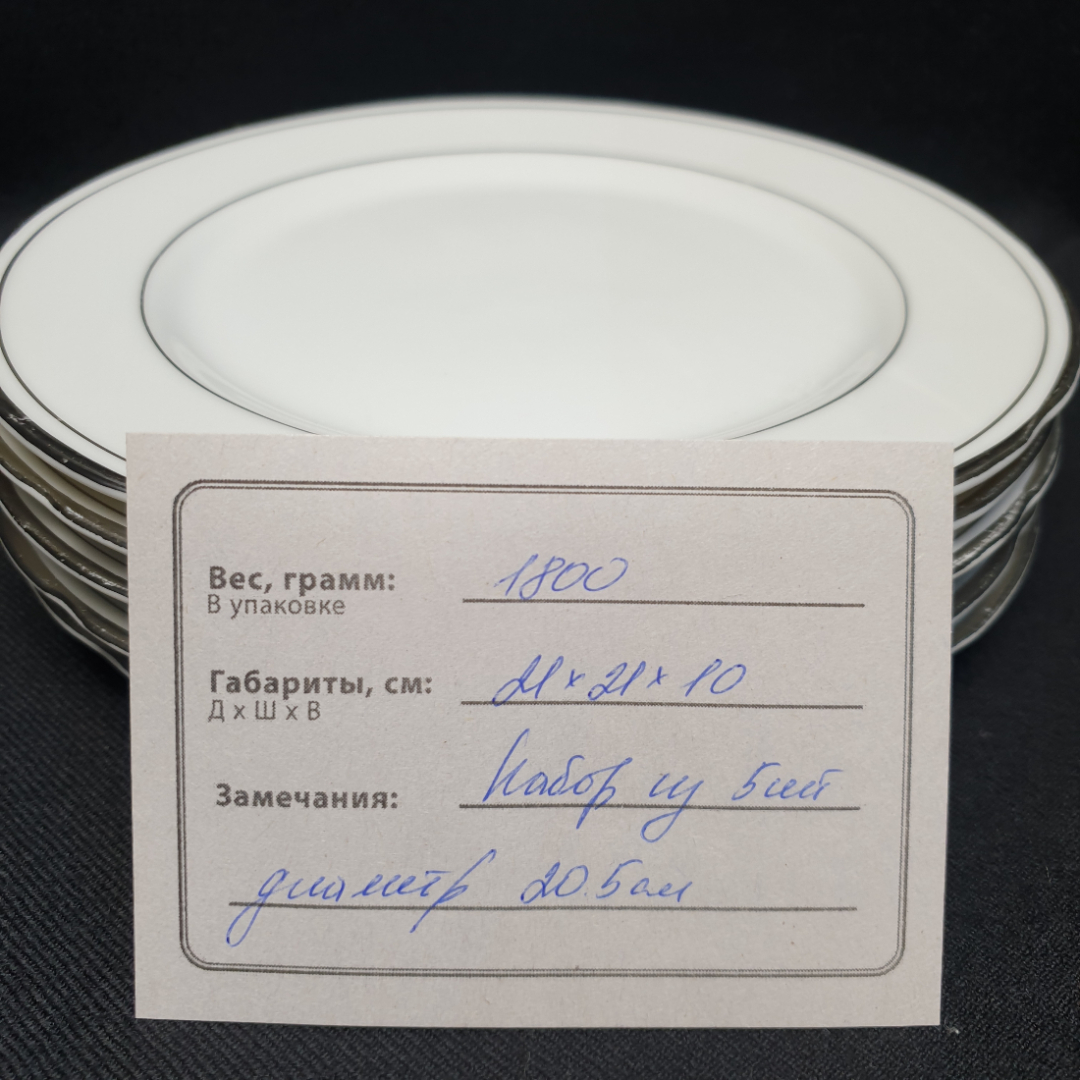 Вес, грамм: 1800
В упаковке
Габариты, см: 21 x 21 x 10
Д х Ш х В
Замечания: Набор из 5шт
диаметр 20.5см